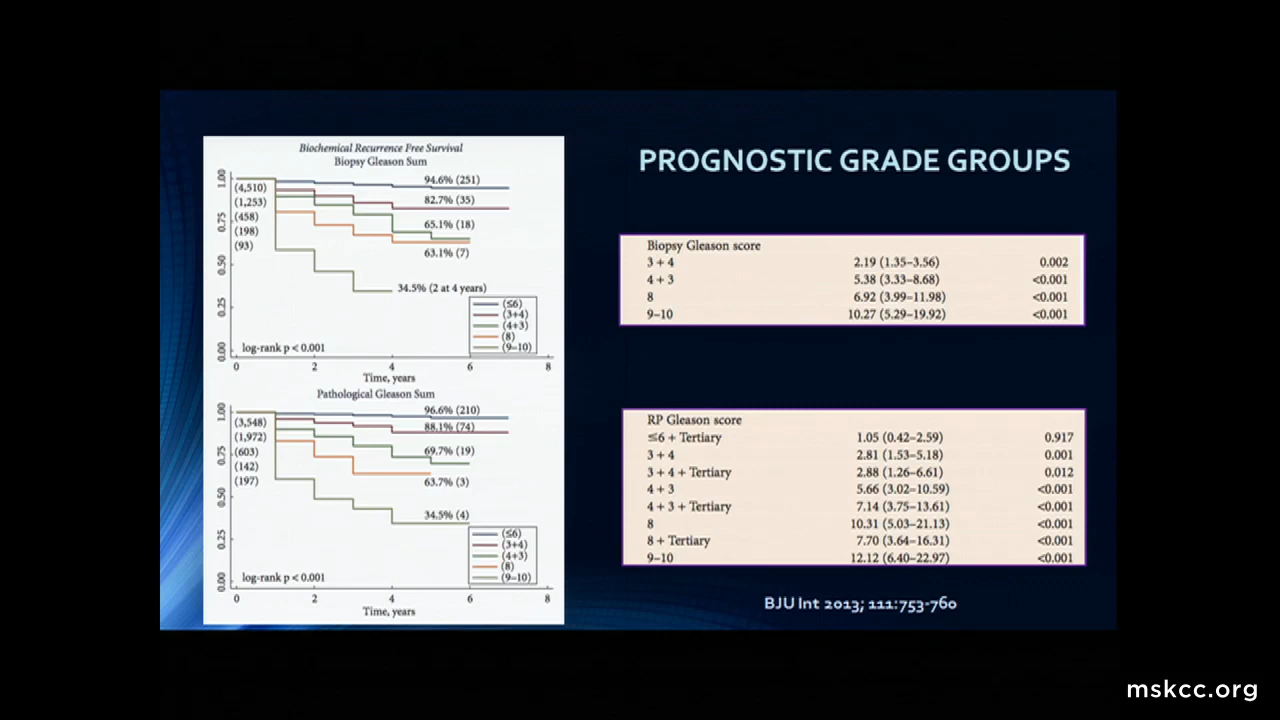 PROGNOSTIC GRADE GROUPS
Biochemical Recurrence Free Survival
Biopsy Gleason Sum
1.00
0.75
0.50
0.25
0.00
(4,510)
(1,253)
(458)
(198)
(93)
94.6% (251)
82.7% (35)
65.1% (18)
63.1% (7)
34.5% (2 at 4 years)
(≤6)
(3+4)
(4+3)
(8)
(9–10)
log-rank p < 0.001
0 2 4 6 8
Time, years
Pathological Gleason Sum
1.00
0.75
0.50
0.25
0.00
(3,548)
(1,972)
(603)
(142)
(197)
96.6% (210)
88.1% (74)
69.7% (19)
63.7% (3)
34.5% (4)
(≤6)
(3+4)
(4+3)
(8)
(9–10)
log-rank p < 0.001
0 2 4 6 8
Time, years
Biopsy Gleason score
3 + 4 2.19 (1.35–3.56) 0.002
4 + 3 5.38 (3.33–8.68) <0.001
8 6.92 (3.99–11.98) <0.001
9–10 10.27 (5.29–19.92) <0.001
RP Gleason score
≤6 + Tertiary 1.05 (0.42–2.59) 0.917
3 + 4 2.81 (1.53–5.18) 0.001
3 + 4 + Tertiary 2.88 (1.26–6.61) 0.012
4 + 3 5.66 (3.02–10.59) <0.001
4 + 3 + Tertiary 7.14 (3.75–13.61) <0.001
8 10.31 (5.03–21.13) <0.001
8 + Tertiary 7.70 (3.64–16.31) <0.001
9–10 12.12 (6.40–22.97) <0.001
BJU Int 2013; 111:753-760
mskcc.org